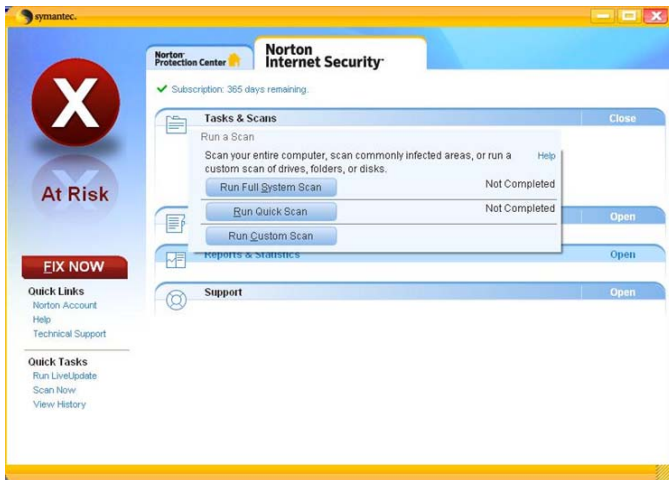 symantec.
Norton
Protection Center
Norton
Internet Security
Subscription: 365 days remaining.
X
At Risk
FIX NOW
Quick Links
Norton Account
Help
Technical Support
Quick Tasks
Run LiveUpdate
Scan Now
View History
Tasks & Scans Close
Run a Scan
Scan your entire computer, scan commonly infected areas, or run a Help
custom scan of drives, folders, or disks.
Run Full System Scan Not Completed
Run Quick Scan Not Completed
Run Custom Scan
Open
Reports & Statistics Open
Support Open